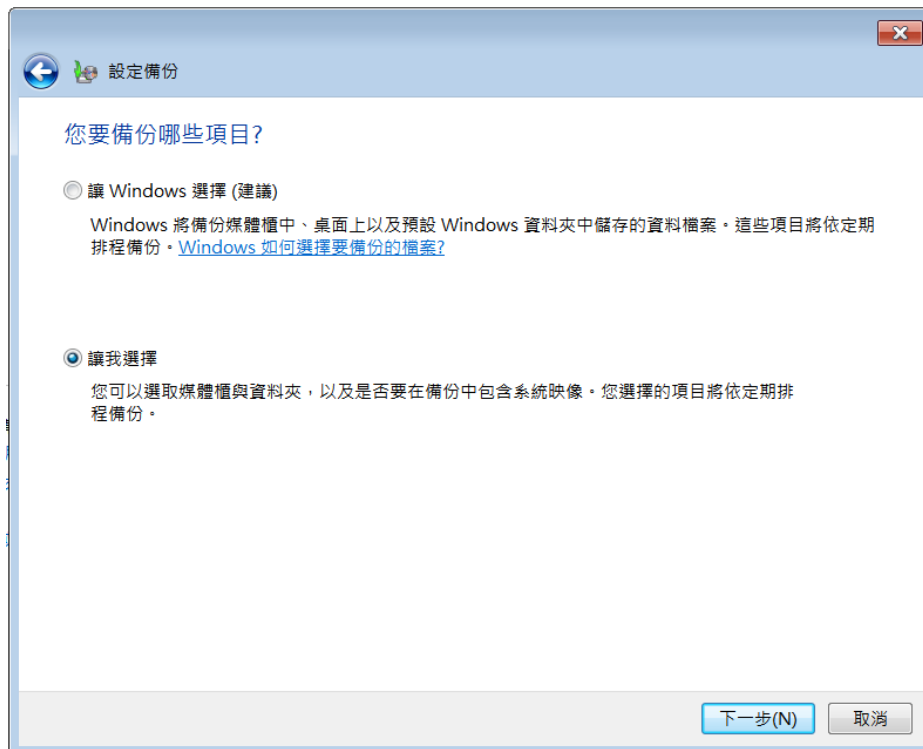 設定備份
您要備份哪些項目?
讓 Windows 選擇 (建議)
Windows 將備份媒體櫃中、桌面上以及預設 Windows 資料夾中儲存的資料檔案。這些項目將依定期
排程備份。Windows 如何選擇要備份的檔案?
讓我選擇
您可以選取媒體櫃與資料夾，以及是否要在備份中包含系統映像。您選擇的項目將依定期排
程備份。
下一步(N)
取消